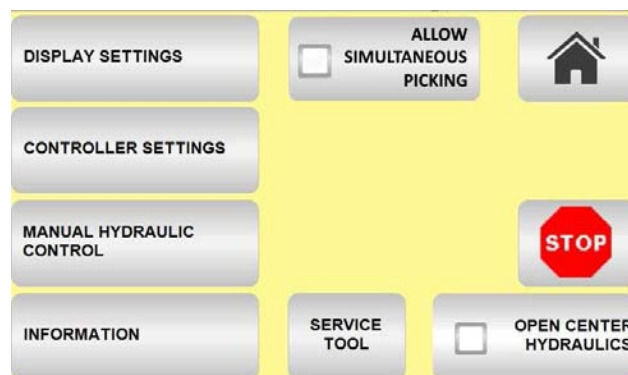 DISPLAY SETTINGS
ALLOW
SIMULTANEOUS
PICKING
CONTROLLER SETTINGS
MANUAL HYDRAULIC
CONTROL
STOP
INFORMATION
SERVICE
TOOL
OPEN CENTER
HYDRAULICS